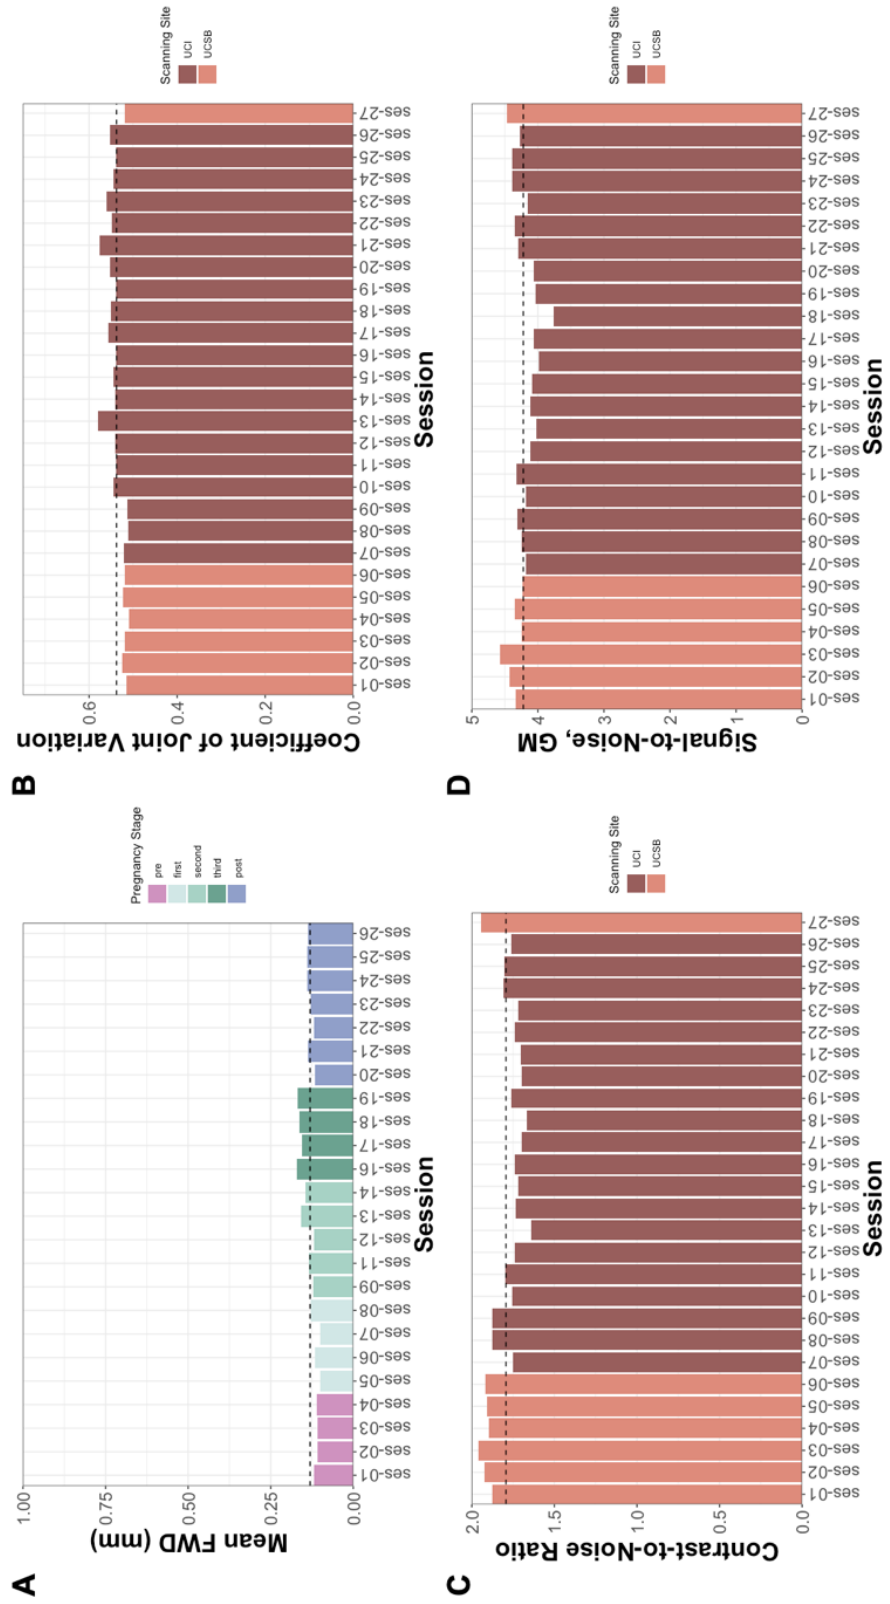 A
Mean FWD (mm)
1.00
0.75
0.50
0.25
0.00
ses-01
ses-02
ses-03
ses-04
ses-05
ses-06
ses-07
ses-08
ses-09
ses-11
ses-12
ses-13
ses-14
ses-16
ses-17
ses-18
ses-19
ses-20
ses-21
ses-22
ses-23
ses-24
ses-25
ses-26
Session
Pregnancy Stage
pre
first
second
third
post
B
Coefficient of Joint Variation
0.6
0.4
0.2
0.0
ses-01
ses-02
ses-03
ses-04
ses-05
ses-06
ses-07
ses-08
ses-09
ses-10
ses-11
ses-12
ses-13
ses-14
ses-15
ses-16
ses-17
ses-18
ses-19
ses-20
ses-21
ses-22
ses-23
ses-24
ses-25
ses-26
ses-27
Session
Scanning Site
UCI
UCSB
C
Contrast-to-Noise Ratio
2.0
1.5
1.0
0.5
0.0
ses-01
ses-02
ses-03
ses-04
ses-05
ses-06
ses-07
ses-08
ses-09
ses-10
ses-11
ses-12
ses-13
ses-14
ses-15
ses-16
ses-17
ses-18
ses-19
ses-20
ses-21
ses-22
ses-23
ses-24
ses-25
ses-26
ses-27
Session
Scanning Site
UCI
UCSB
D
Signal-to-Noise, GM
5
4
3
2
1
0
ses-01
ses-02
ses-03
ses-04
ses-05
ses-06
ses-07
ses-08
ses-09
ses-10
ses-11
ses-12
ses-13
ses-14
ses-15
ses-16
ses-17
ses-18
ses-19
ses-20
ses-21
ses-22
ses-23
ses-24
ses-25
ses-26
ses-27
Session
Scanning Site
UCI
UCSB